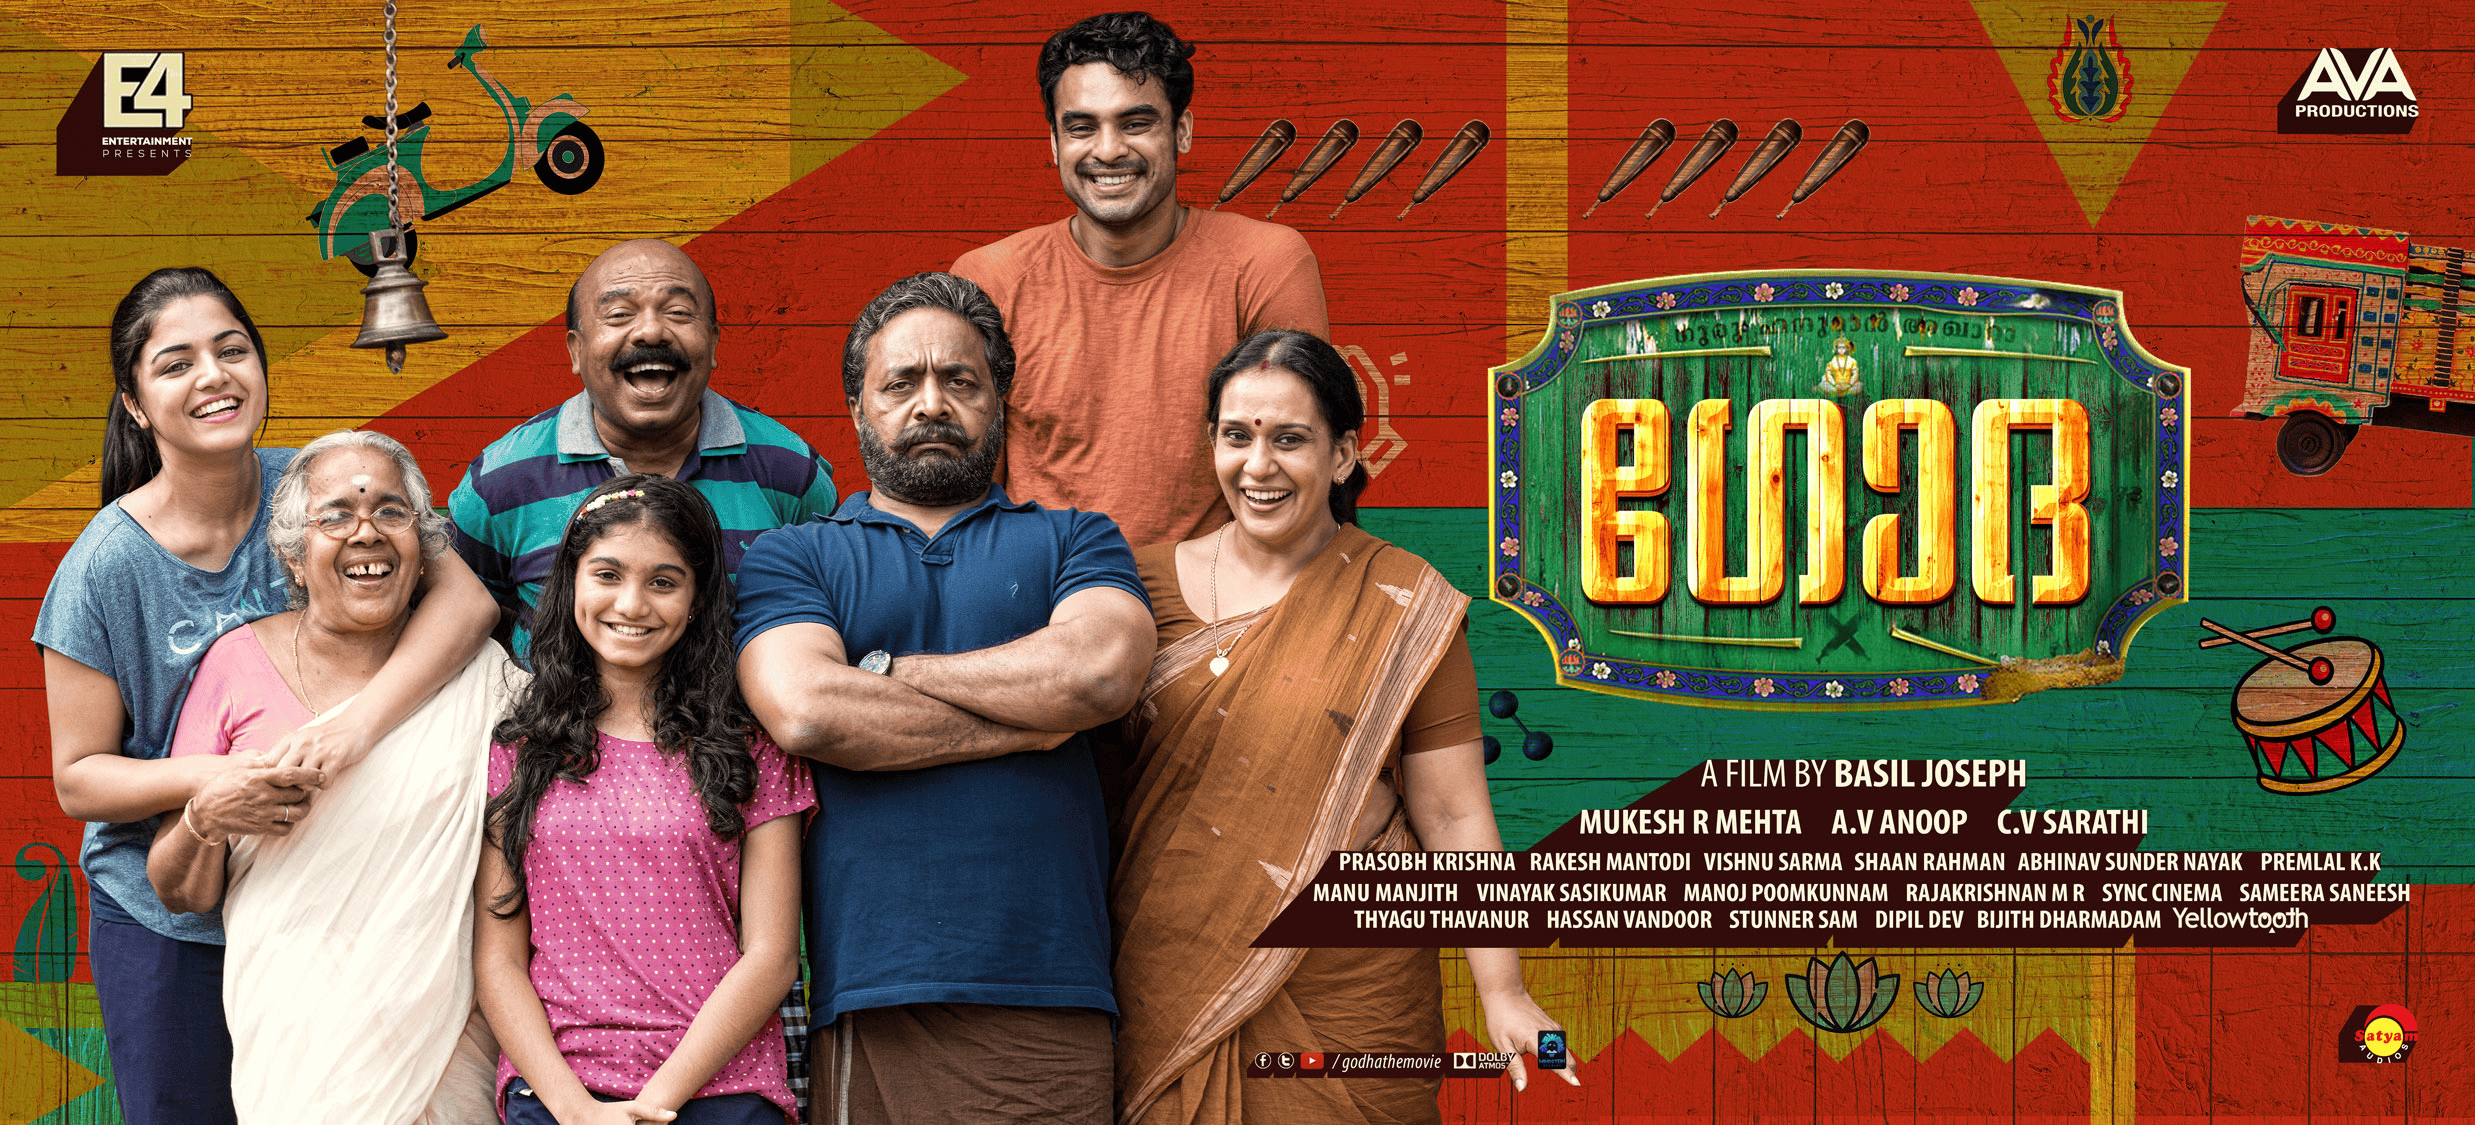 E4
ENTERTAINMENT
PRESENTS
AVA
PRODUCTIONS
ഗുരു ഹനുമാൻ അഖാറാ
ഗോദ
A FILM BY BASIL JOSEPH
MUKESH R MEHTA A.V ANOOP C.V SARATHI
PRASOBH KRISHNA RAKESH MANTODI VISHNU SARMA SHAAN RAHMAN ABHINAV SUNDER NAYAK PREMLAL K.K
MANU MANJITH VINAYAK SASIKUMAR MANOJ POOMKUNNAM RAJAKRISHNAN M R SYNC CINEMA SAMEERA SANEESH
THYAGU THAVANUR HASSAN VANDOOR STUNNER SAM DIPIL DEV BIJITH DHARMADAM Yellowtooth
/godhathemovie DOLBY
ATMOS
Satyam
AUDIOS